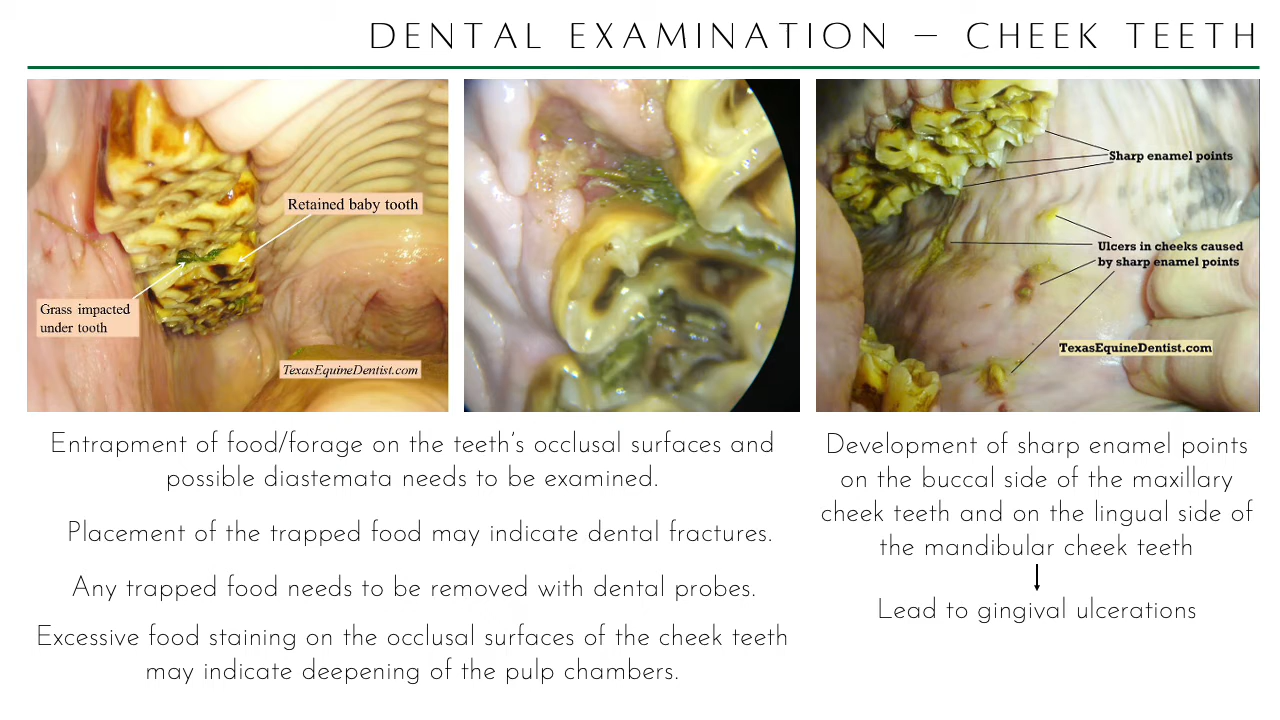 DENTAL EXAMINATION – CHEEK TEETH
Retained baby tooth
Grass impacted
under tooth
TexasEquineDentist.com
Sharp enamel points
Ulcers in cheeks caused
by sharp enamel points
TexasEquineDentist.com
Entrapment of food/forage on the teeth's occlusal surfaces and
possible diastemata needs to be examined.
Placement of the trapped food may indicate dental fractures.
Any trapped food needs to be removed with dental probes.
Excessive food staining on the occlusal surfaces of the cheek teeth
may indicate deepening of the pulp chambers.
Development of sharp enamel points
on the buccal side of the maxillary
cheek teeth and on the lingual side of
the mandibular cheek teeth
Lead to gingival ulcerations